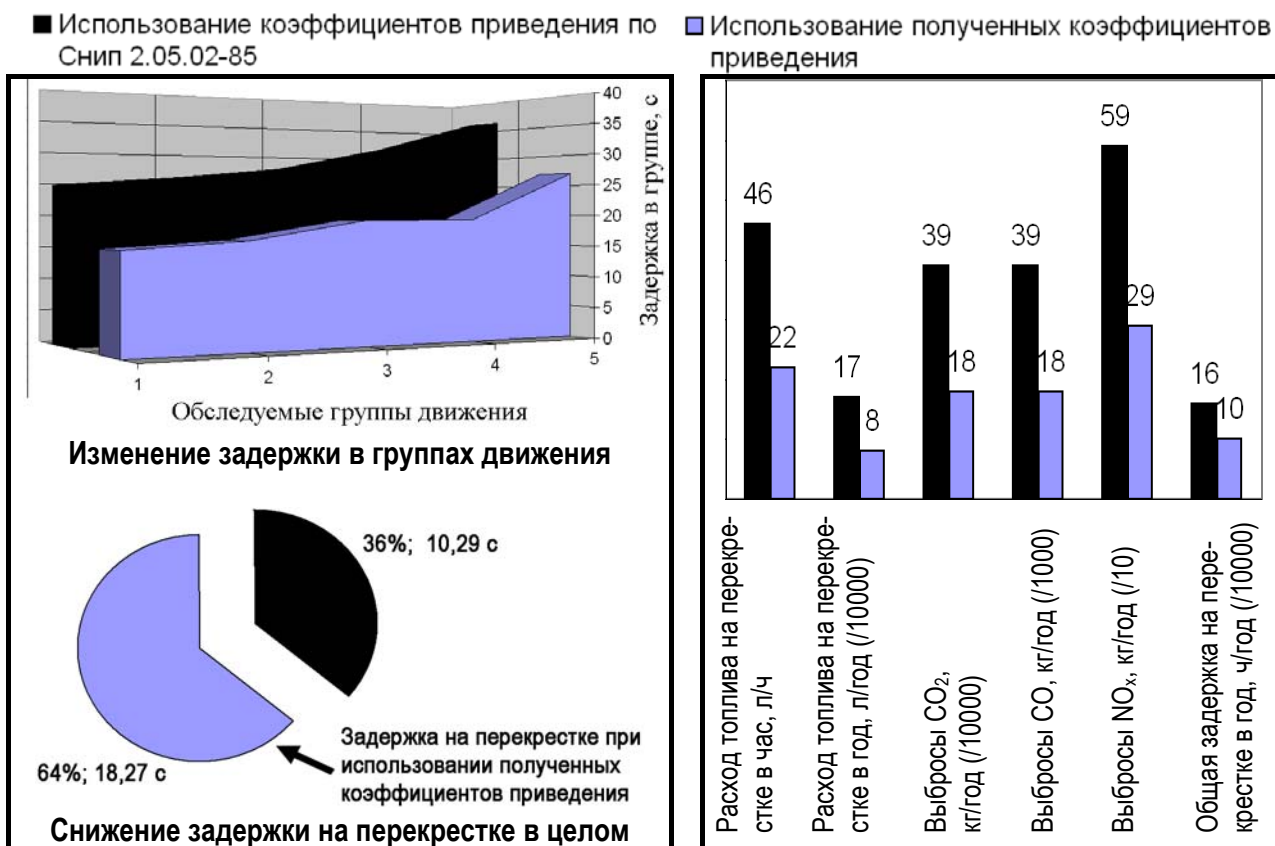 Использование коэффициентов приведения по
Снип 2.05.02-85
Использование полученных коэффициентов
приведения
40
35
30
25
20
15
10
5
0
Задержка в группе, с
1
2
3
4
5
Обследуемые группы движения
Изменение задержки в группах движения
36%; 10,29 с
64%; 18,27 с
Задержка на перекрестке при
использовании полученных
коэффициентов приведения
Снижение задержки на перекрестке в целом
46
22
17
8
39
18
39
18
59
29
16
10
Расход топлива на перекре-
стке в час, л/ч
Расход топлива на перекре-
стке в год, л/год (/10000)
Выбросы CO₂,
кг/год (/10000)
Выбросы CO, кг/год (/1000)
Выбросы NOₓ, кг/год (/10)
Общая задержка на пере-
крестке в год, ч/год (/10000)